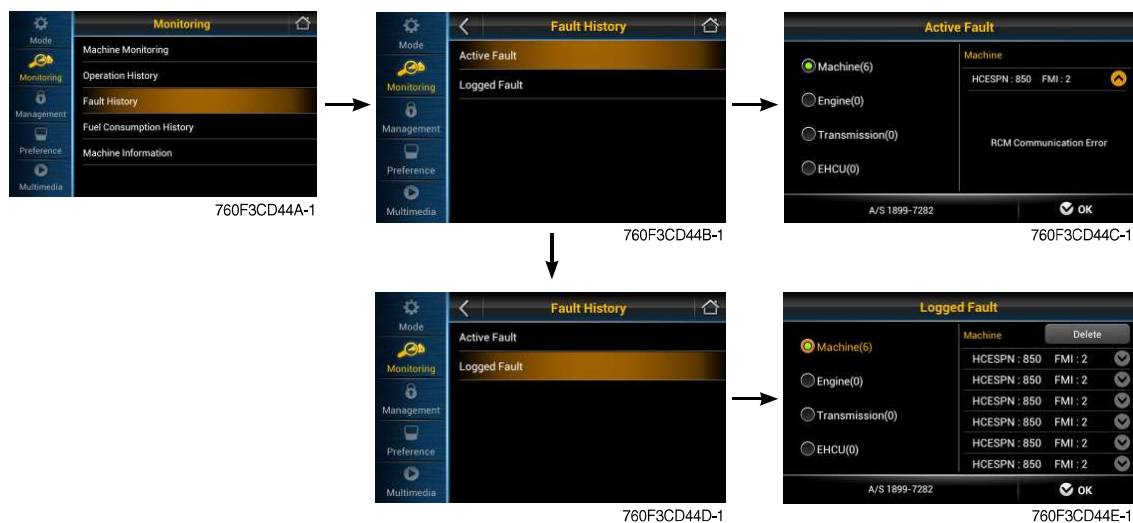 Monitoring
Mode
Monitoring
Management
Preference
Multimedia
Machine Monitoring
Operation History
Fault History
Fuel Consumption History
Machine Information
760F3CD44A-1
Fault History
Mode
Monitoring
Management
Preference
Multimedia
Active Fault
Logged Fault
760F3CD44B-1
Active Fault
Machine(6)
Engine(0)
Transmission(0)
EHCU(0)
Machine
HCESPN : 850 FMI : 2
RCM Communication Error
A/S 1899-7282
OK
760F3CD44C-1
Fault History
Mode
Monitoring
Management
Preference
Multimedia
Active Fault
Logged Fault
760F3CD44D-1
Logged Fault
Machine(6)
Engine(0)
Transmission(0)
EHCU(0)
Machine Delete
HCESPN : 850 FMI : 2
HCESPN : 850 FMI : 2
HCESPN : 850 FMI : 2
HCESPN : 850 FMI : 2
HCESPN : 850 FMI : 2
HCESPN : 850 FMI : 2
A/S 1899-7282
OK
760F3CD44E-1